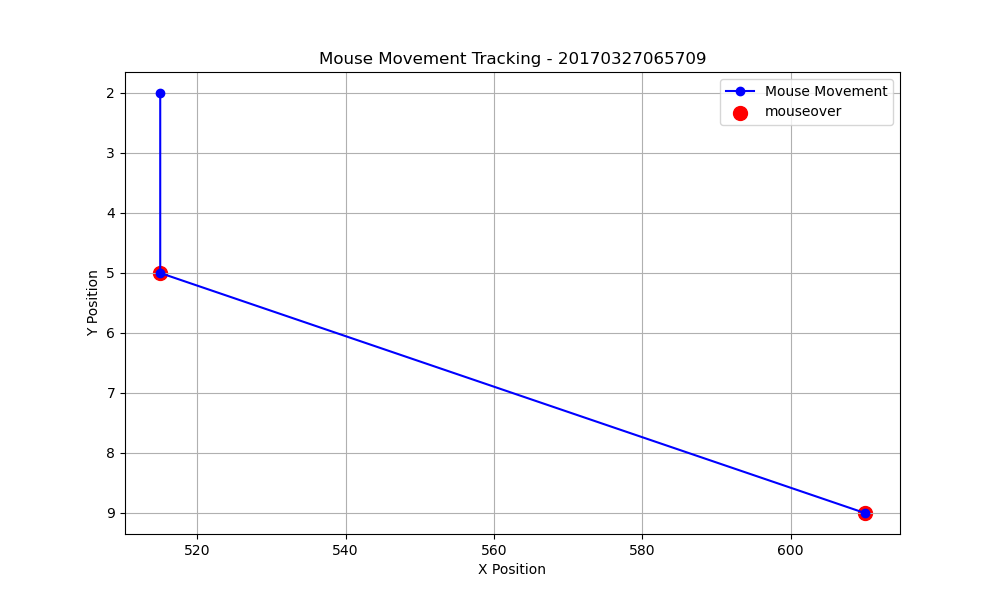 Mouse Movement Tracking - 20170327065709
Mouse Movement
mouseover
2
3
4
5
6
7
8
9
Y Position
520
540
560
580
600
X Position